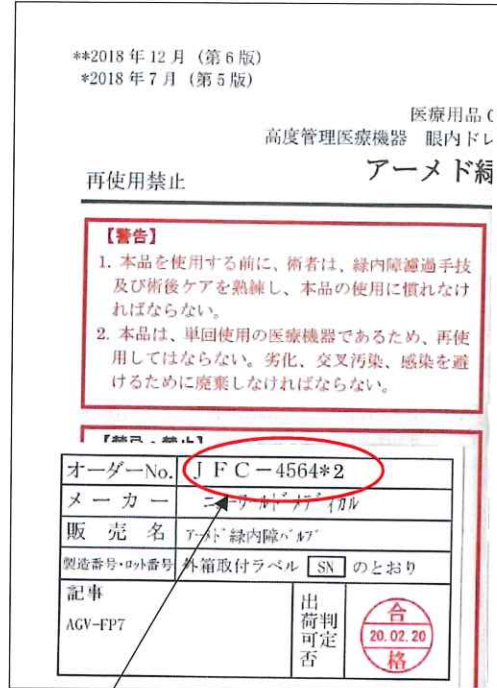 **2018年12月(第6版)
*2018年7月(第5版)
医療用品
高度管理医療機器 眼内ドレ
再使用禁止
アーメド緑
【警告】
1. 本品を使用する前に、術者は、緑内障濾過手技
及び術後ケアを熟練し、本品の使用に慣れなけ
ればならない。
2. 本品は、単回使用の医療機器であるため、再使
用してはならない。劣化、交叉汚染、感染を避
けるために廃棄しなければならない。
オーダーNo. JFC-4564*2
メーカー ニューワールドメディカル
販売名 アーメド緑内障バルブ
製造番号・ロット番号 外箱取付ラベル SN のとおり
記事
AGV-FP7
出荷可否
判定
合
20.02.20
格